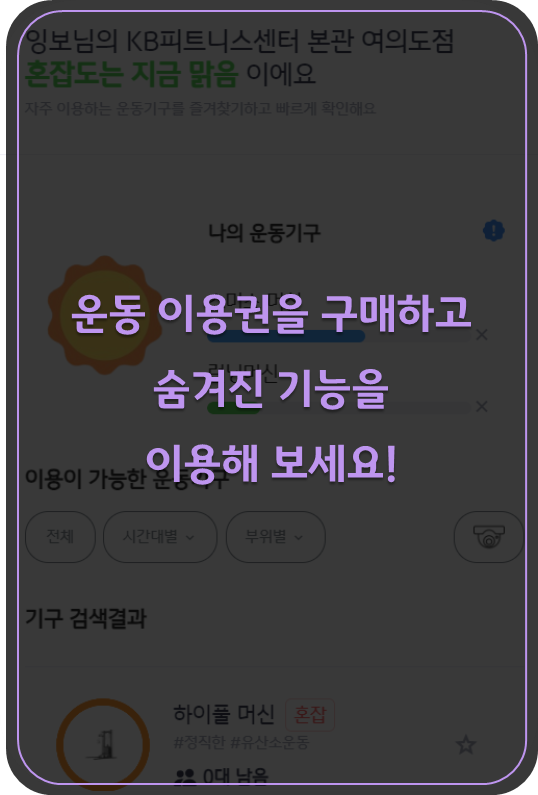 잉보님의 KB피트니스센터 본관 여의도점
혼잡도는 지금 맑음 이에요
자주 이용하는 운동기구를 즐겨찾기하고 빠르게 확인해요
나의 운동기구
운동 이용권을 구매하고
숨겨진 기능을
이용해 보세요!
이용이 가능한 운동기구
전체
시간대별
부위별
기구 검색결과
하이풀 머신 혼잡
#정직한 #유산소운동
0대 남음